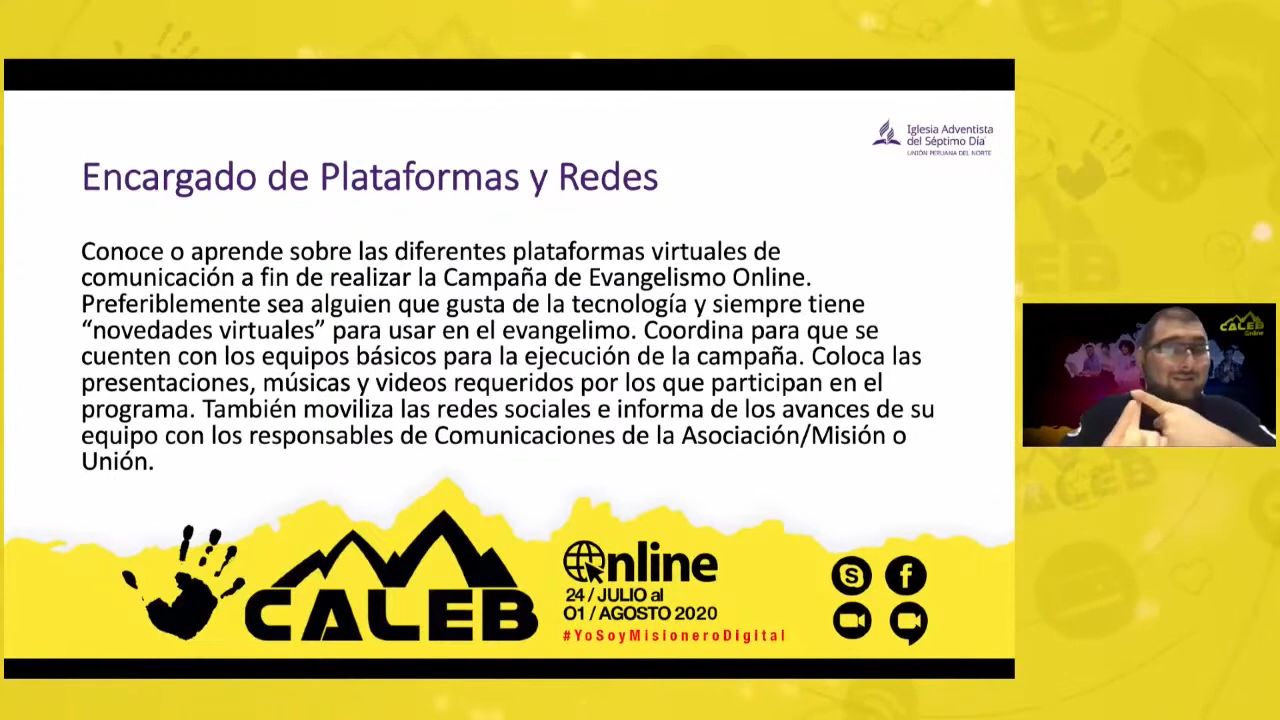 Iglesia Adventista
del Séptimo Día
UNIÓN PERUANA DEL NORTE
Encargado de Plataformas y Redes
Conoce o aprende sobre las diferentes plataformas virtuales de
comunicación a fin de realizar la Campaña de Evangelismo Online.
Preferiblemente sea alguien que gusta de la tecnología y siempre tiene
“novedades virtuales” para usar en el evangelimo. Coordina para que se
cuenten con los equipos básicos para la ejecución de la campaña. Coloca las
presentaciones, músicas y videos requeridos por los que participan en el
programa. También moviliza las redes sociales e informa de los avances de su
equipo con los responsables de Comunicaciones de la Asociación/Misión o
Unión.
CALEB
Online
24 / JULIO al
01 / AGOSTO 2020
#YoSoyMisioneroDigital
CALEB
Online